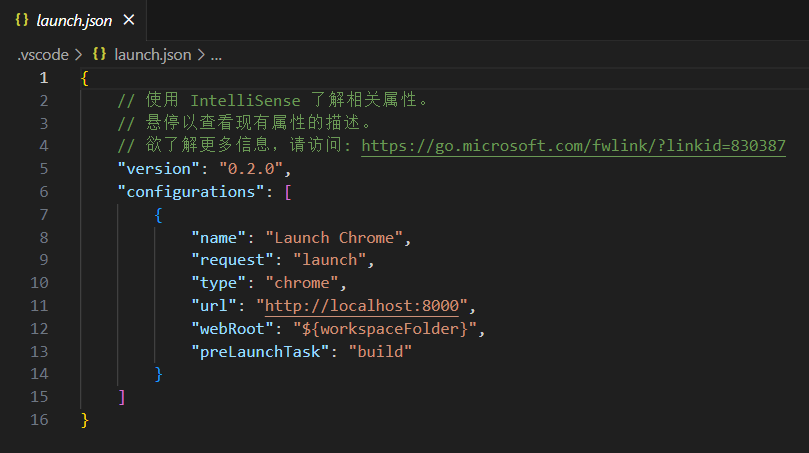 {} launch.json ×
.vscode > {} launch.json > ...
1 {
2 // 使用 IntelliSense 了解相关属性。
3 // 悬停以查看现有属性的描述。
4 // 欲了解更多信息，请访问: https://go.microsoft.com/fwlink/?linkid=830387
5 "version": "0.2.0",
6 "configurations": [
7 {
8 "name": "Launch Chrome",
9 "request": "launch",
10 "type": "chrome",
11 "url": "http://localhost:8000",
12 "webRoot": "${workspaceFolder}",
13 "preLaunchTask": "build"
14 }
15 ]
16 }